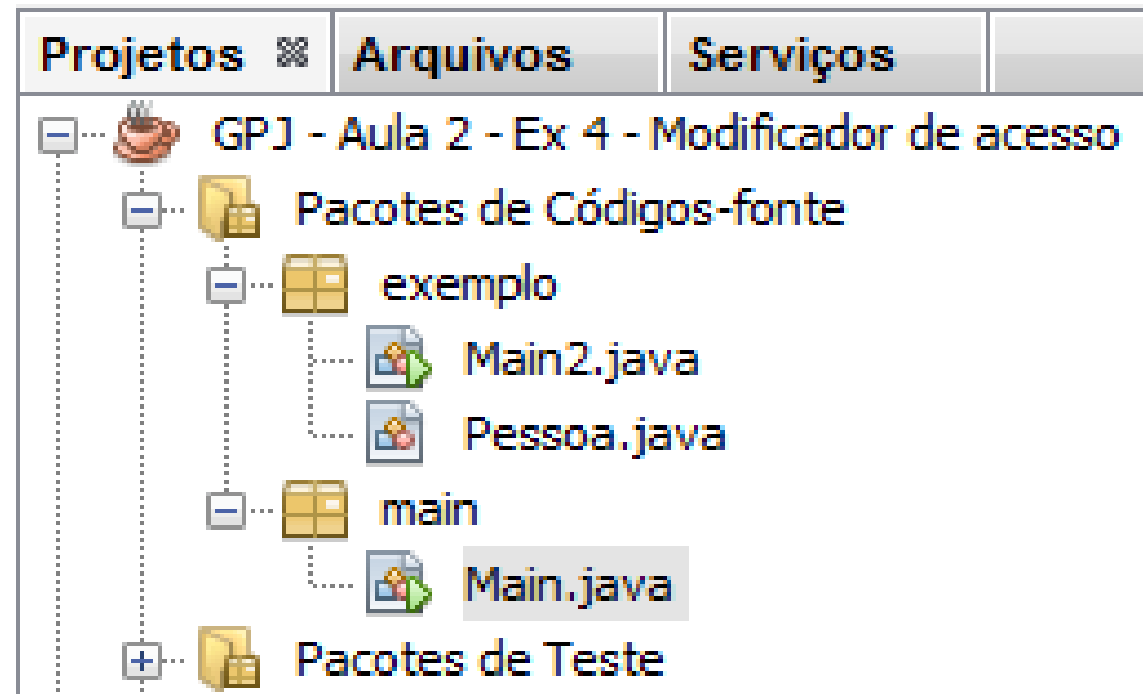 Projetos Arquivos Serviços
GPJ - Aula 2 - Ex 4 - Modificador de acesso
Pacotes de Códigos-fonte
exemplo
Main2.java
Pessoa.java
main
Main.java
Pacotes de Teste